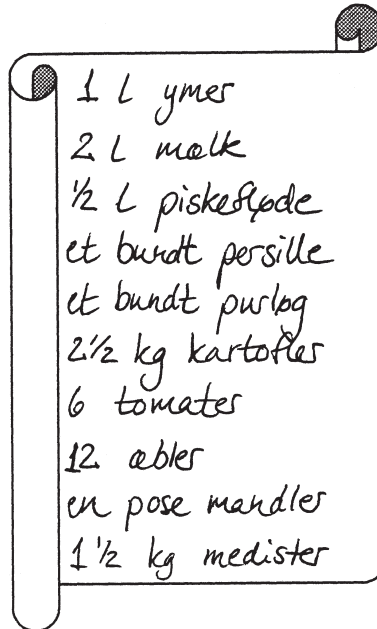 1 l ymer
2 l mælk
½ l piskefløde
et bundt persille
et bundt purløg
2½ kg kartofler
6 tomater
12 æbler
en pose mandler
1½ kg medister